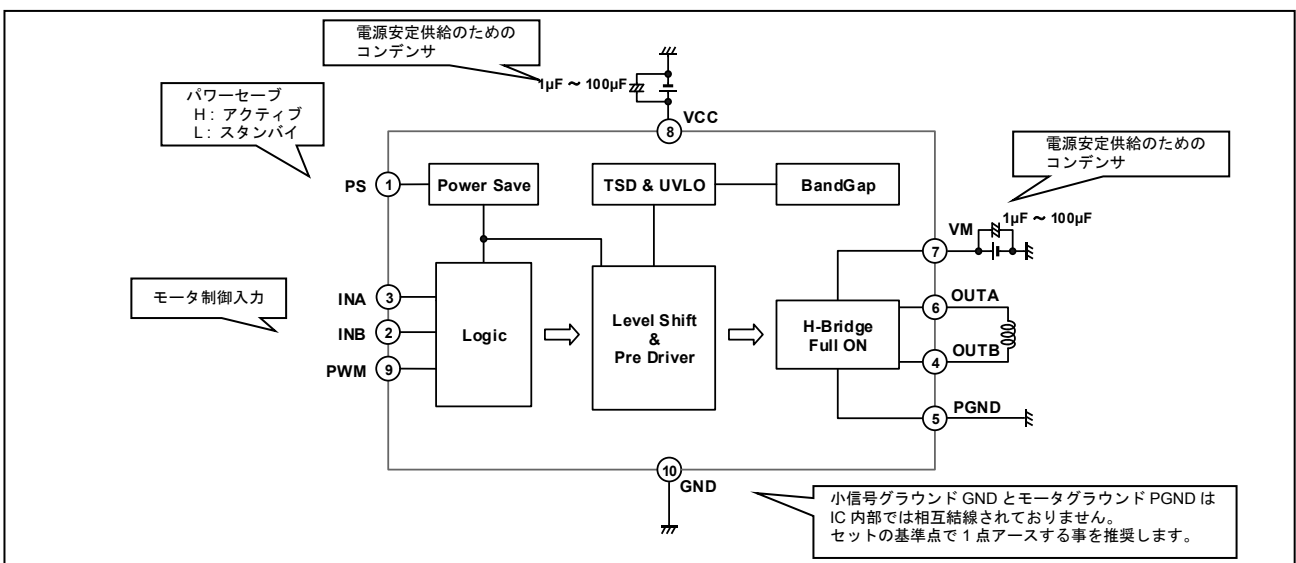 電源安定供給のための
コンデンサ
1µF ～ 100µF
パワーセーブ
H : アクティブ
L : スタンバイ
VCC
8
電源安定供給のための
コンデンサ
PS
1
Power Save
TSD & UVLO
BandGap
1µF ～ 100µF
VM
7
モータ制御入力
INA
3
INB
2
PWM
9
Logic
Level Shift
&
Pre Driver
H-Bridge
Full ON
OUTA
6
OUTB
4
PGND
5
10
GND
小信号グラウンド GND とモータグラウンド PGND は
IC 内部では相互結線されておりません。
セットの基準点で 1 点アースする事を推奨します。